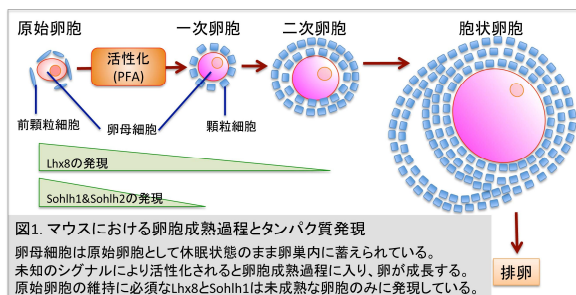 原始卵胞
一次卵胞
二次卵胞
胞状卵胞
活性化
(PFA)
前顆粒細胞
卵母細胞
顆粒細胞
Lhx8の発現
Sohlh1&Sohlh2の発現
図1. マウスにおける卵胞成熟過程とタンパク質発現
卵母細胞は原始卵胞として休眠状態のまま卵巣内に蓄えられている。
未知のシグナルにより活性化されると卵胞成熟過程に入り、卵が成長する。
原始卵胞の維持に必須なLhx8とSohlh1は未成熟な卵胞のみに発現している。
排卵